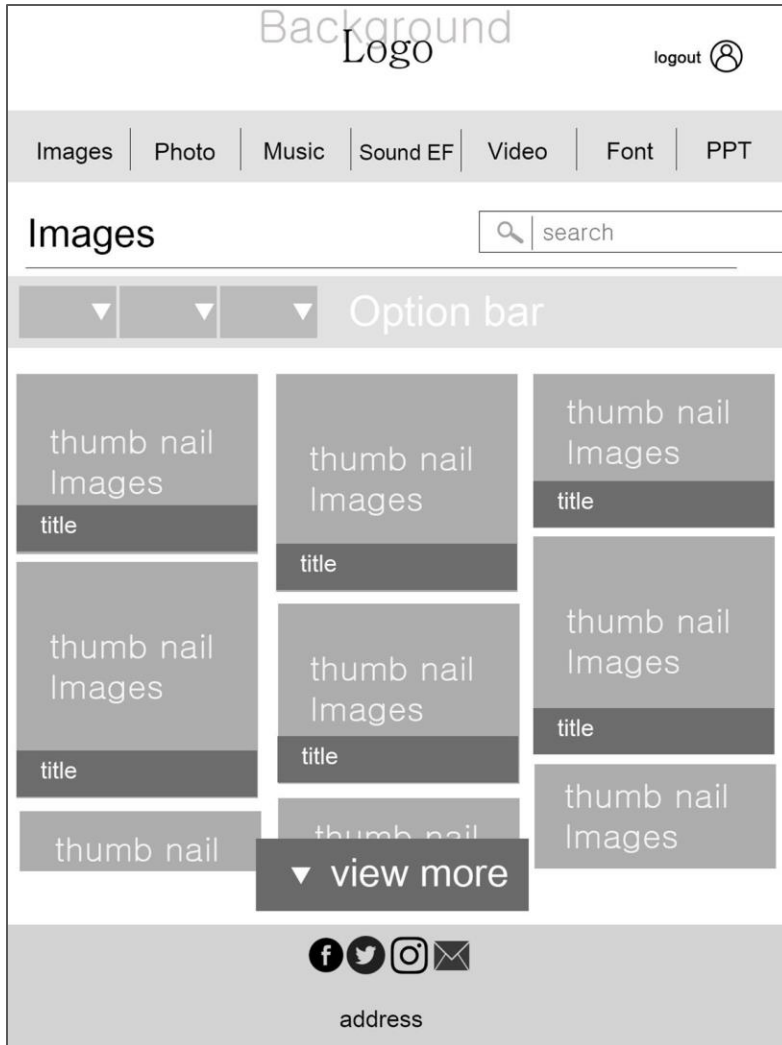 Background
Logo
logout
Images Photo Music Sound EF Video Font PPT
Images
search
Option bar
thumb nail
Images
title
thumb nail
Images
title
thumb nail
Images
title
thumb nail
Images
title
thumb nail
Images
title
thumb nail
Images
title
thumb nail
thumb nail
thumb nail
Images
view more
address